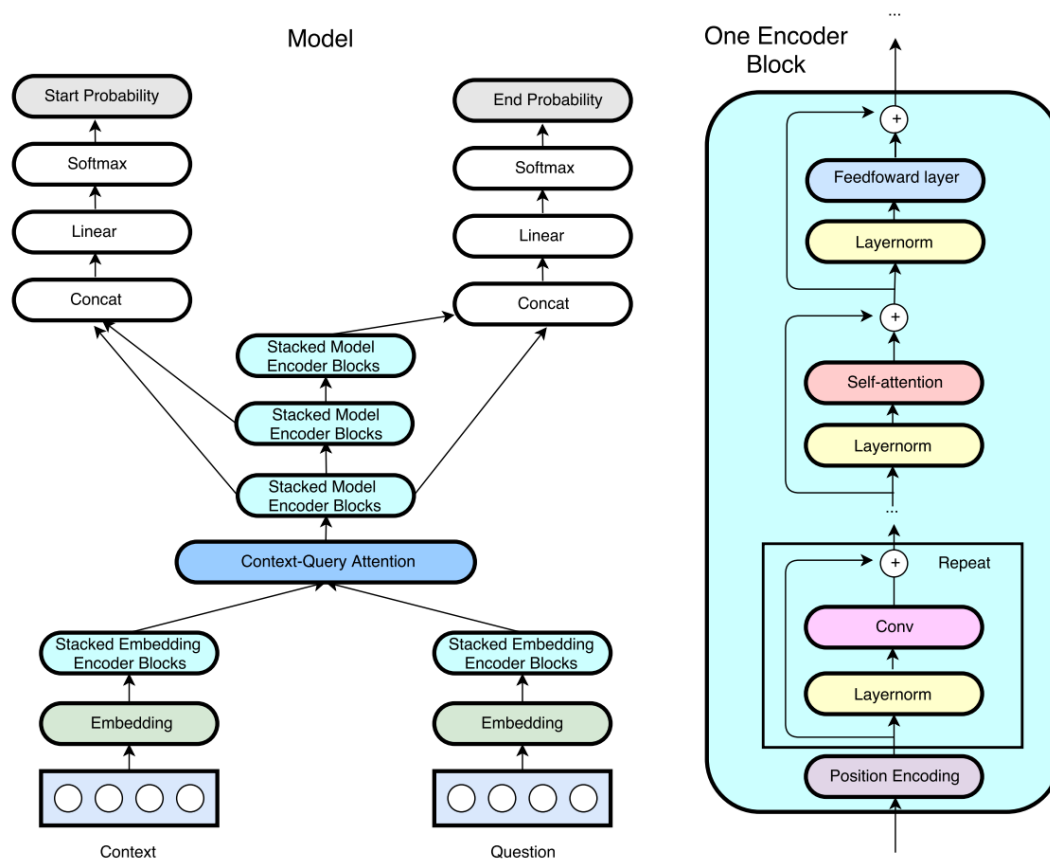 Model
Start Probability
Softmax
Linear
Concat
End Probability
Softmax
Linear
Concat
Stacked Model
Encoder Blocks
Stacked Model
Encoder Blocks
Stacked Model
Encoder Blocks
Context-Query Attention
Stacked Embedding
Encoder Blocks
Embedding
Context
Stacked Embedding
Encoder Blocks
Embedding
Question
One Encoder
Block
...
+
Feedfoward layer
Layernorm
+
Self-attention
Layernorm
...
+
Repeat
Conv
Layernorm
Position Encoding